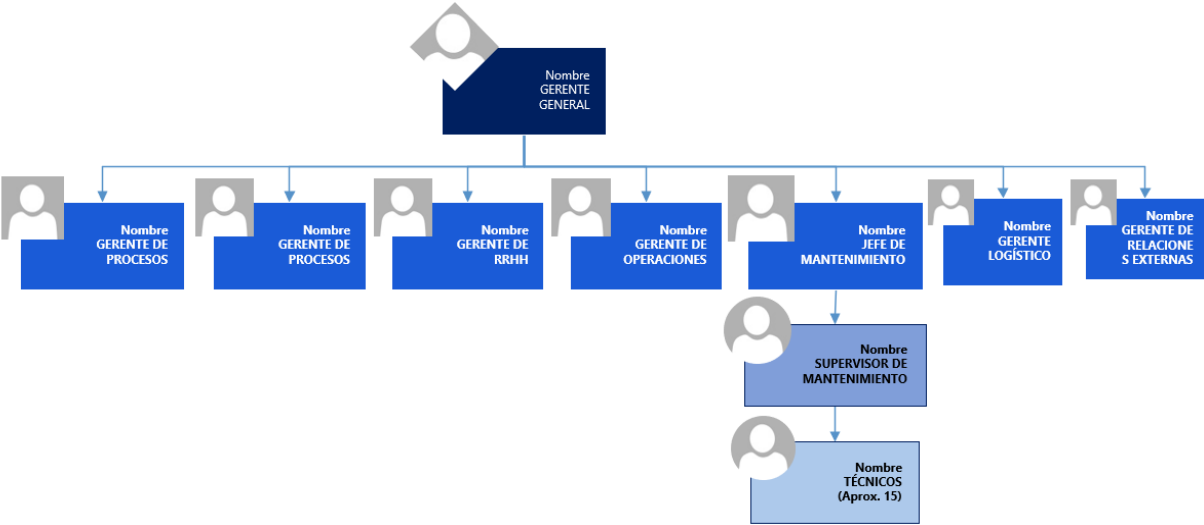 Nombre
GERENTE
GENERAL
Nombre
GERENTE DE
PROCESOS
Nombre
GERENTE DE
PROCESOS
Nombre
GERENTE DE
RRHH
Nombre
GERENTE DE
OPERACIONES
Nombre
JEFE DE
MANTENIMIENTO
Nombre
GERENTE
LOGÍSTICO
Nombre
GERENTE DE
RELACIONE
S EXTERNAS
Nombre
SUPERVISOR DE
MANTENIMIENTO
Nombre
TÉCNICOS
(Aprox. 15)